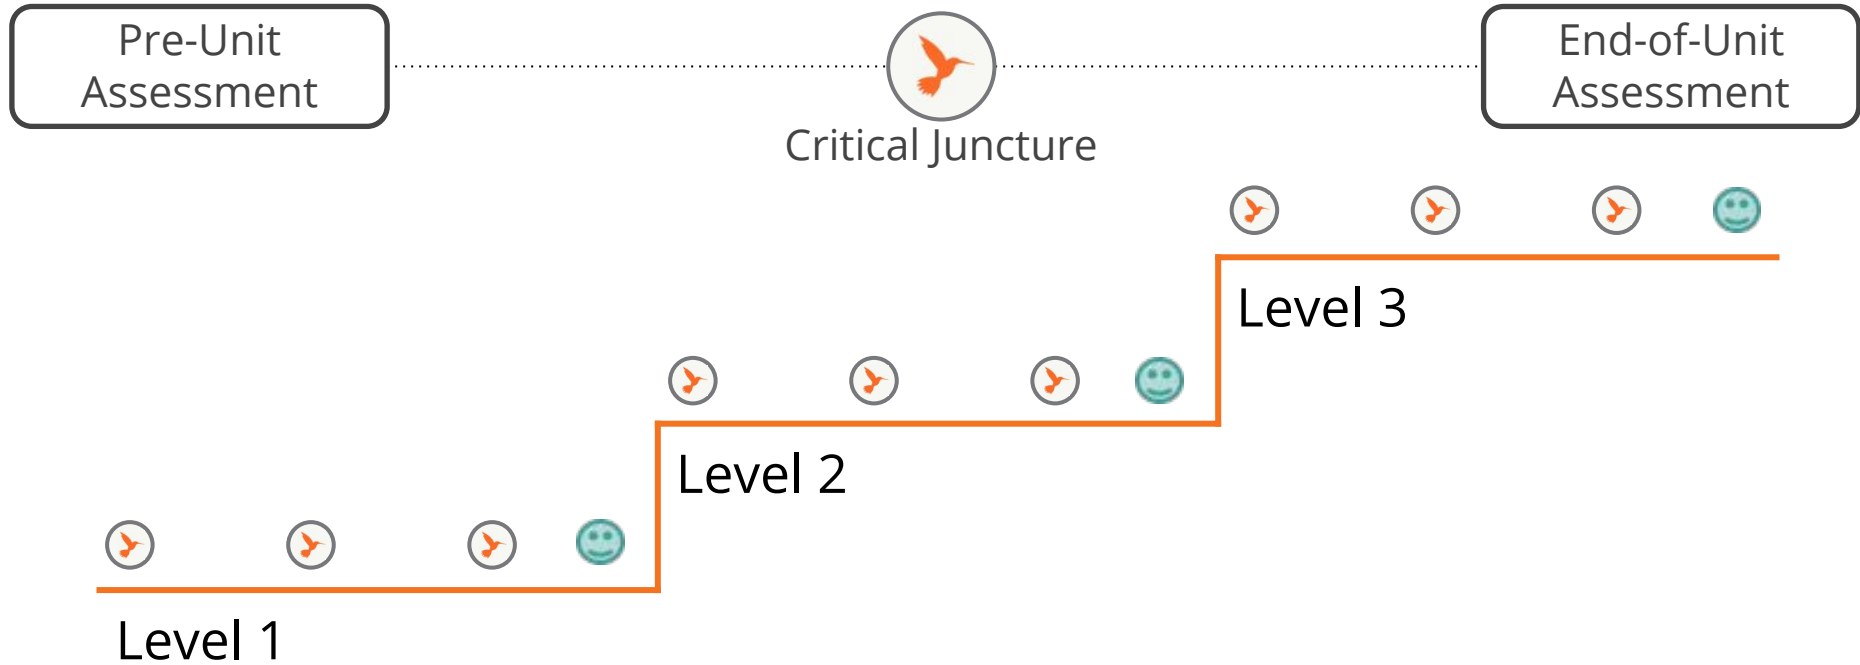 Pre-Unit
Assessment
Critical Juncture
End-of-Unit
Assessment
Level 3
Level 2
Level 1